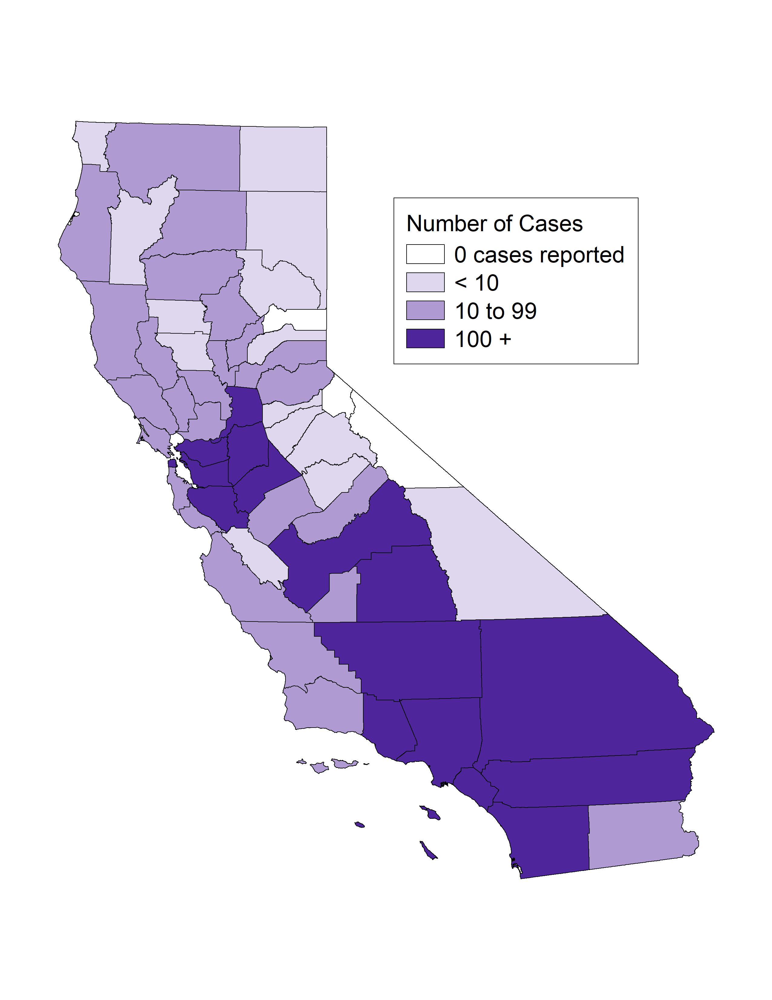 Number of Cases
0 cases reported
< 10
10 to 99
100 +